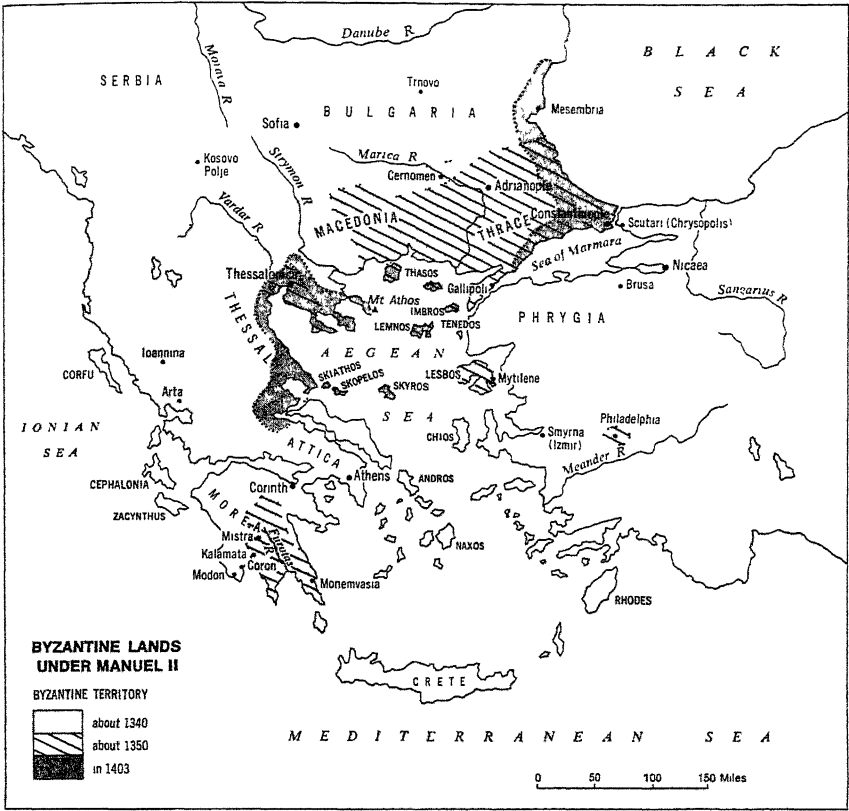 Danube R
BLACK
SEA
Morava R
SERBIA
Trnovo
BULGARIA
Mesembria
Sofia
Kosovo
Polje
Strymon R
Marica R
Cernomen
Adrianople
Vardar R
MACEDONIA
THRACE
Constantinople
Scutari (Chrysopolis)
Sea of Marmara
Thessalonica
THASOS
Gallipoli
Nicaea
Brusa
Sangarius R
Mt Athos
IMBROS
LEMNOS
TENEDOS
PHRYGIA
THESSAL
AEGEAN
SEA
Ioannina
CORFU
Arta
SKIATHOS
SKOPELOS
SKYROS
LESBOS
Mytilene
IONIAN
SEA
CHIOS
Smyrna
(Izmir)
Philadelphia
Meander R
ATTICA
Athens
ANDROS
CEPHALONIA
Corinth
ZACYNTHUS
MOREA
Eurotas
R
Mistra
Kalamata
Coron
Modon
Monemvasia
NAXOS
RHODES
CRETE
MEDITERRANEAN SEA
BYZANTINE LANDS
UNDER MANUEL II
BYZANTINE TERRITORY
about 1340
about 1350
in 1403
0 50 100 150 Miles